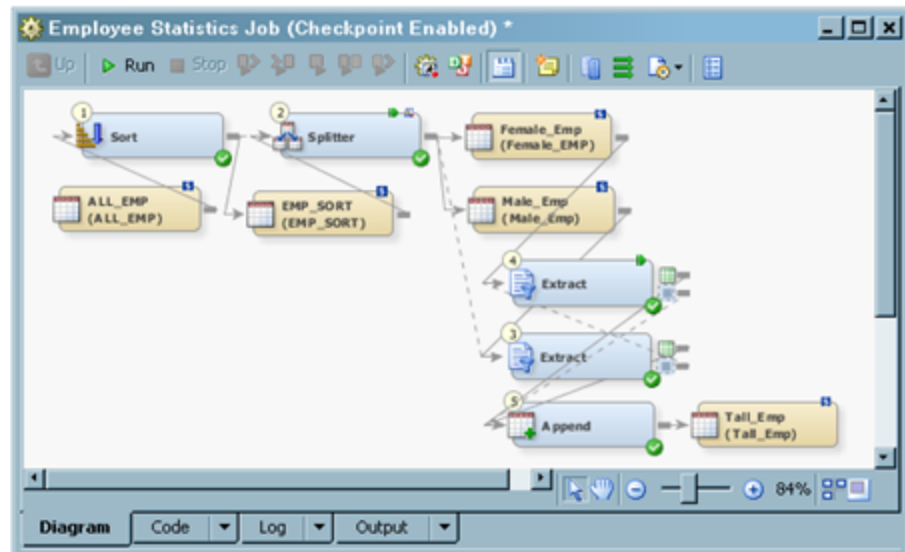 Employee Statistics Job (Checkpoint Enabled) *
Up Run Stop
1
Sort
2
Splitter
Female_Emp
(Female_EMP)
ALL_EMP
(ALL_EMP)
EMP_SORT
(EMP_SORT)
Male_Emp
(Male_Emp)
4
Extract
3
Extract
5
Append
Tall_Emp
(Tall_Emp)
84%
Diagram Code Log Output